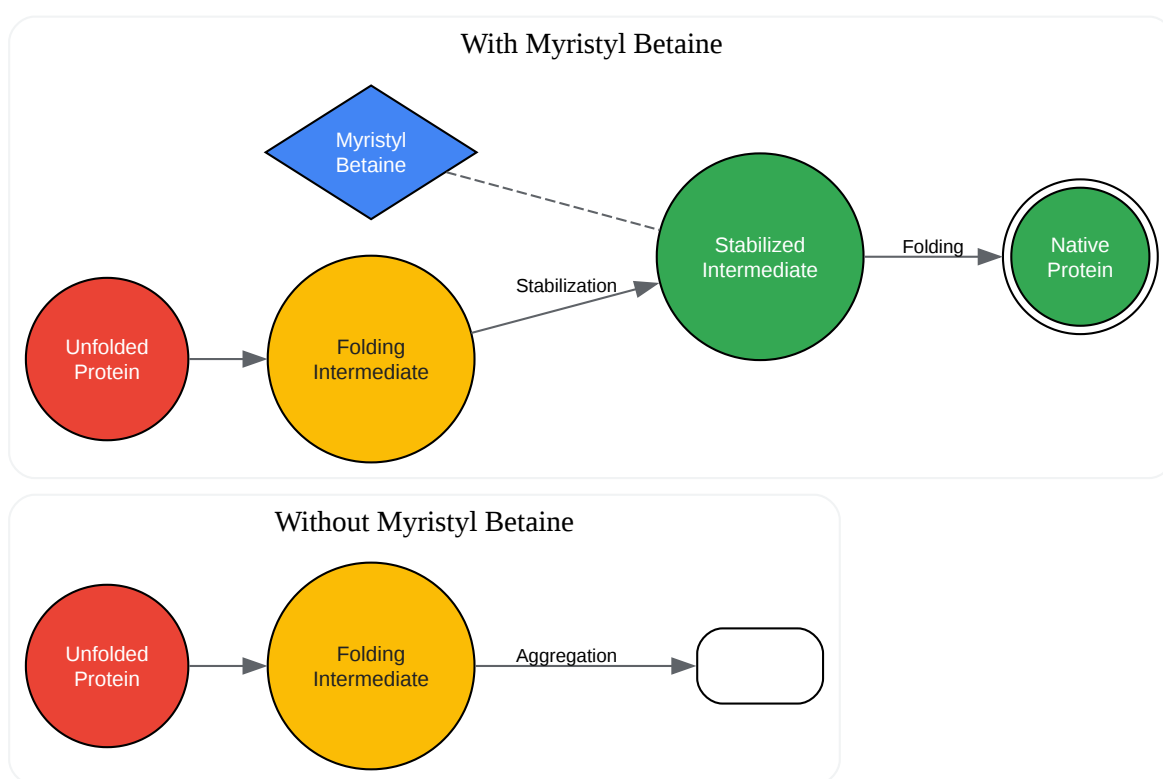 With Myristyl Betaine
Myristyl
Betaine
Stabilized
Intermediate
Folding
Native
Protein
Stabilization
Unfolded
Protein
Folding
Intermediate
Without Myristyl Betaine
Unfolded
Protein
Folding
Intermediate
Aggregation